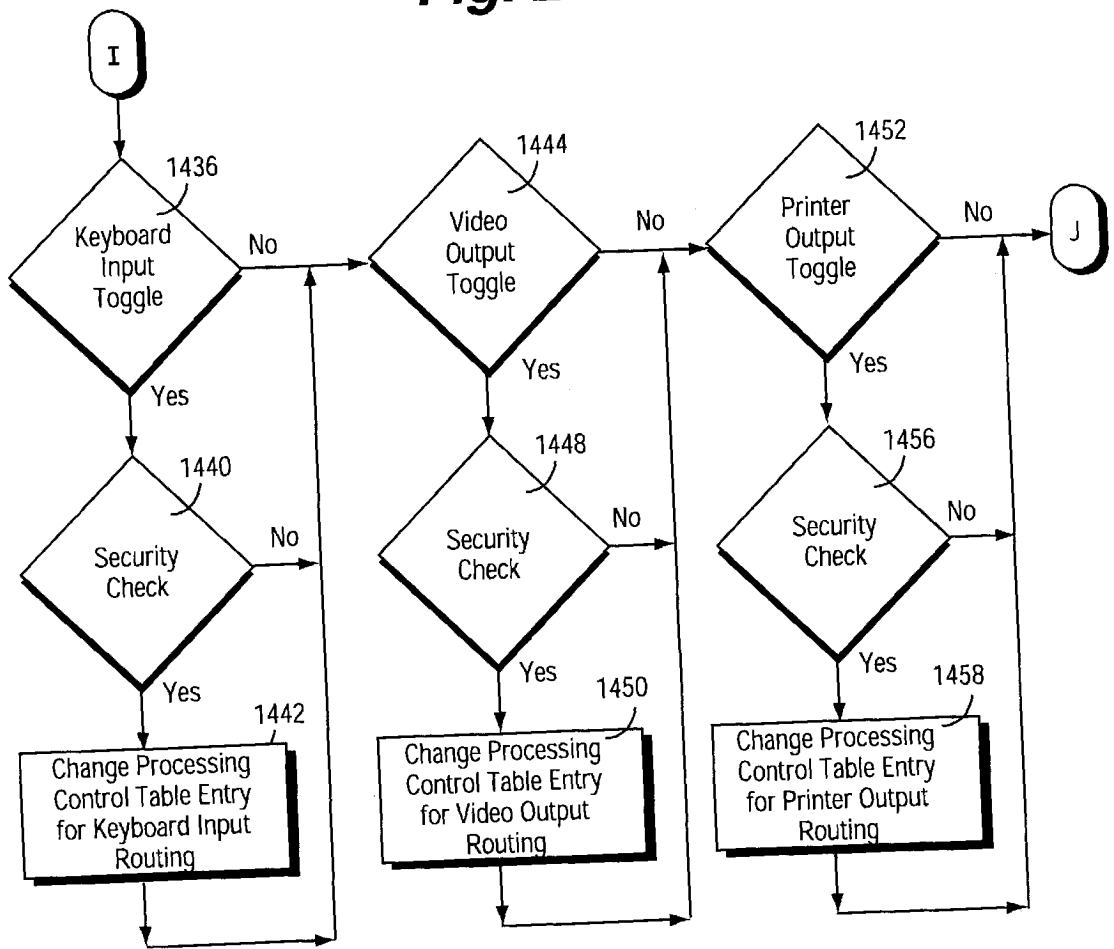 Fig.
I
1436
Keyboard
Input
Toggle
No
Yes
1440
Security
Check
No
Yes
1442
Change Processing
Control Table Entry
for Keyboard Input
Routing
1444
Video
Output
Toggle
No
Yes
1448
Security
Check
No
Yes
1450
Change Processing
Control Table Entry
for Video Output
Routing
1452
Printer
Output
Toggle
No
Yes
1456
Security
Check
No
Yes
1458
Change Processing
Control Table Entry
for Printer Output
Routing
J